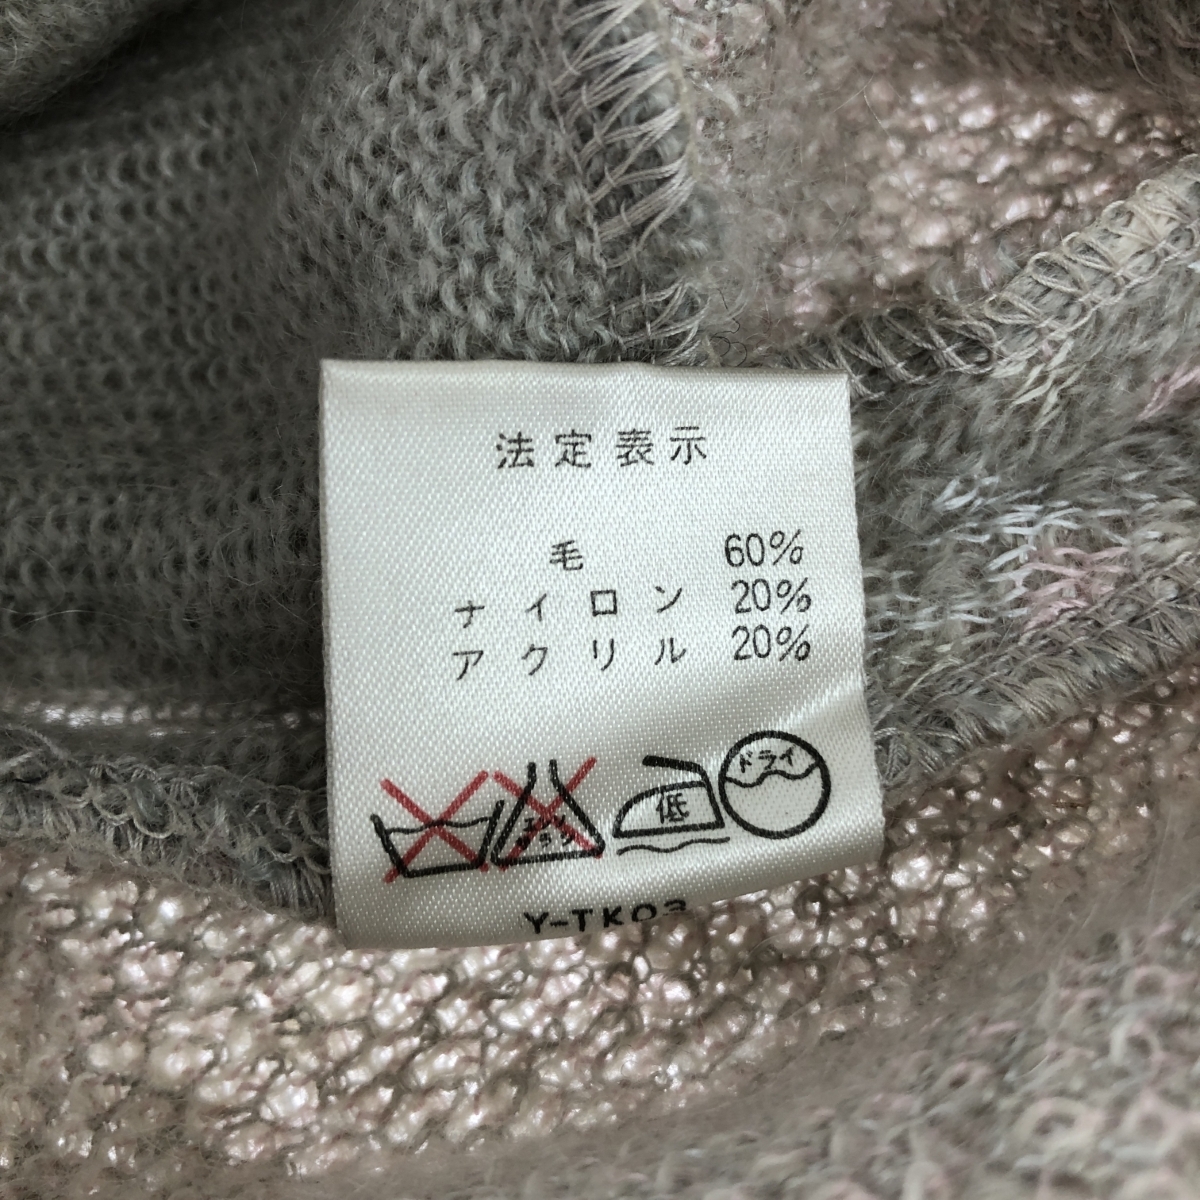 法定表示
毛 60%
ナイロン 20%
アクリル 20%
低
ドライ
Y-TK03